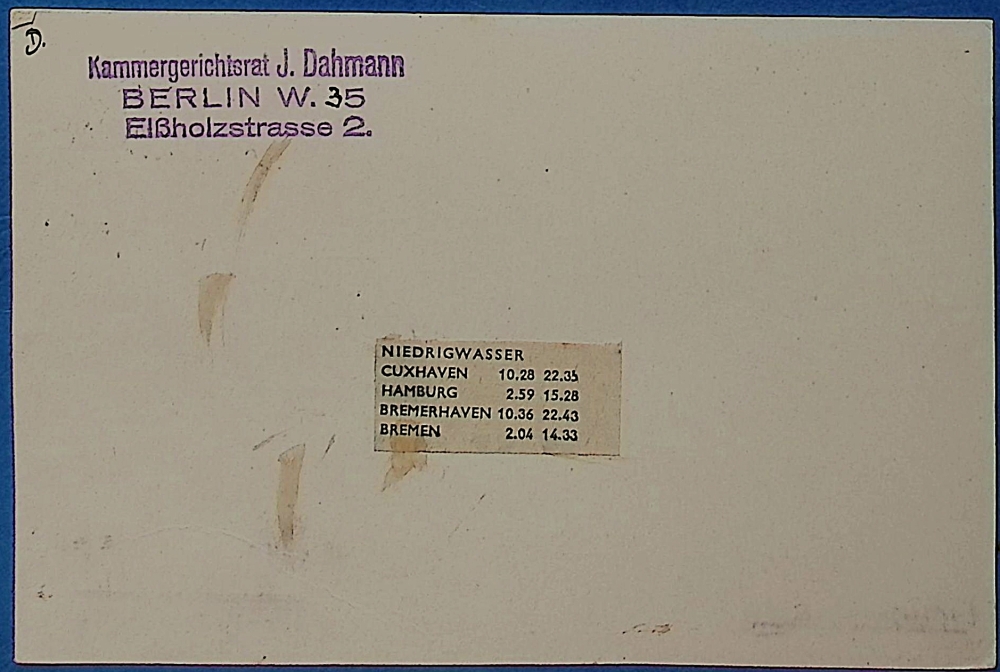 D.
Kammergerichtsrat J. Dahmann
BERLIN W. 35
Elßholzstrasse 2.
NIEDRIGWASSER
CUXHAVEN 10.28 22.35
HAMBURG 2.59 15.28
BREMERHAVEN 10.36 22.43
BREMEN 2.04 14.33